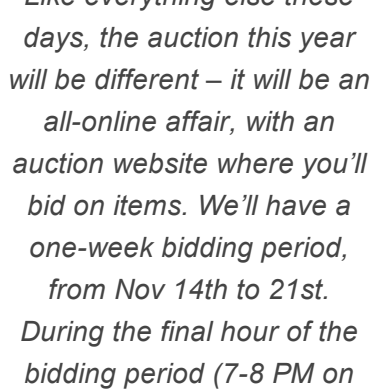 Like everything else these
days, the auction this year
will be different – it will be an
all-online affair, with an
auction website where you’ll
bid on items. We’ll have a
one-week bidding period,
from Nov 14th to 21st.
During the final hour of the
bidding period (7-8 PM on